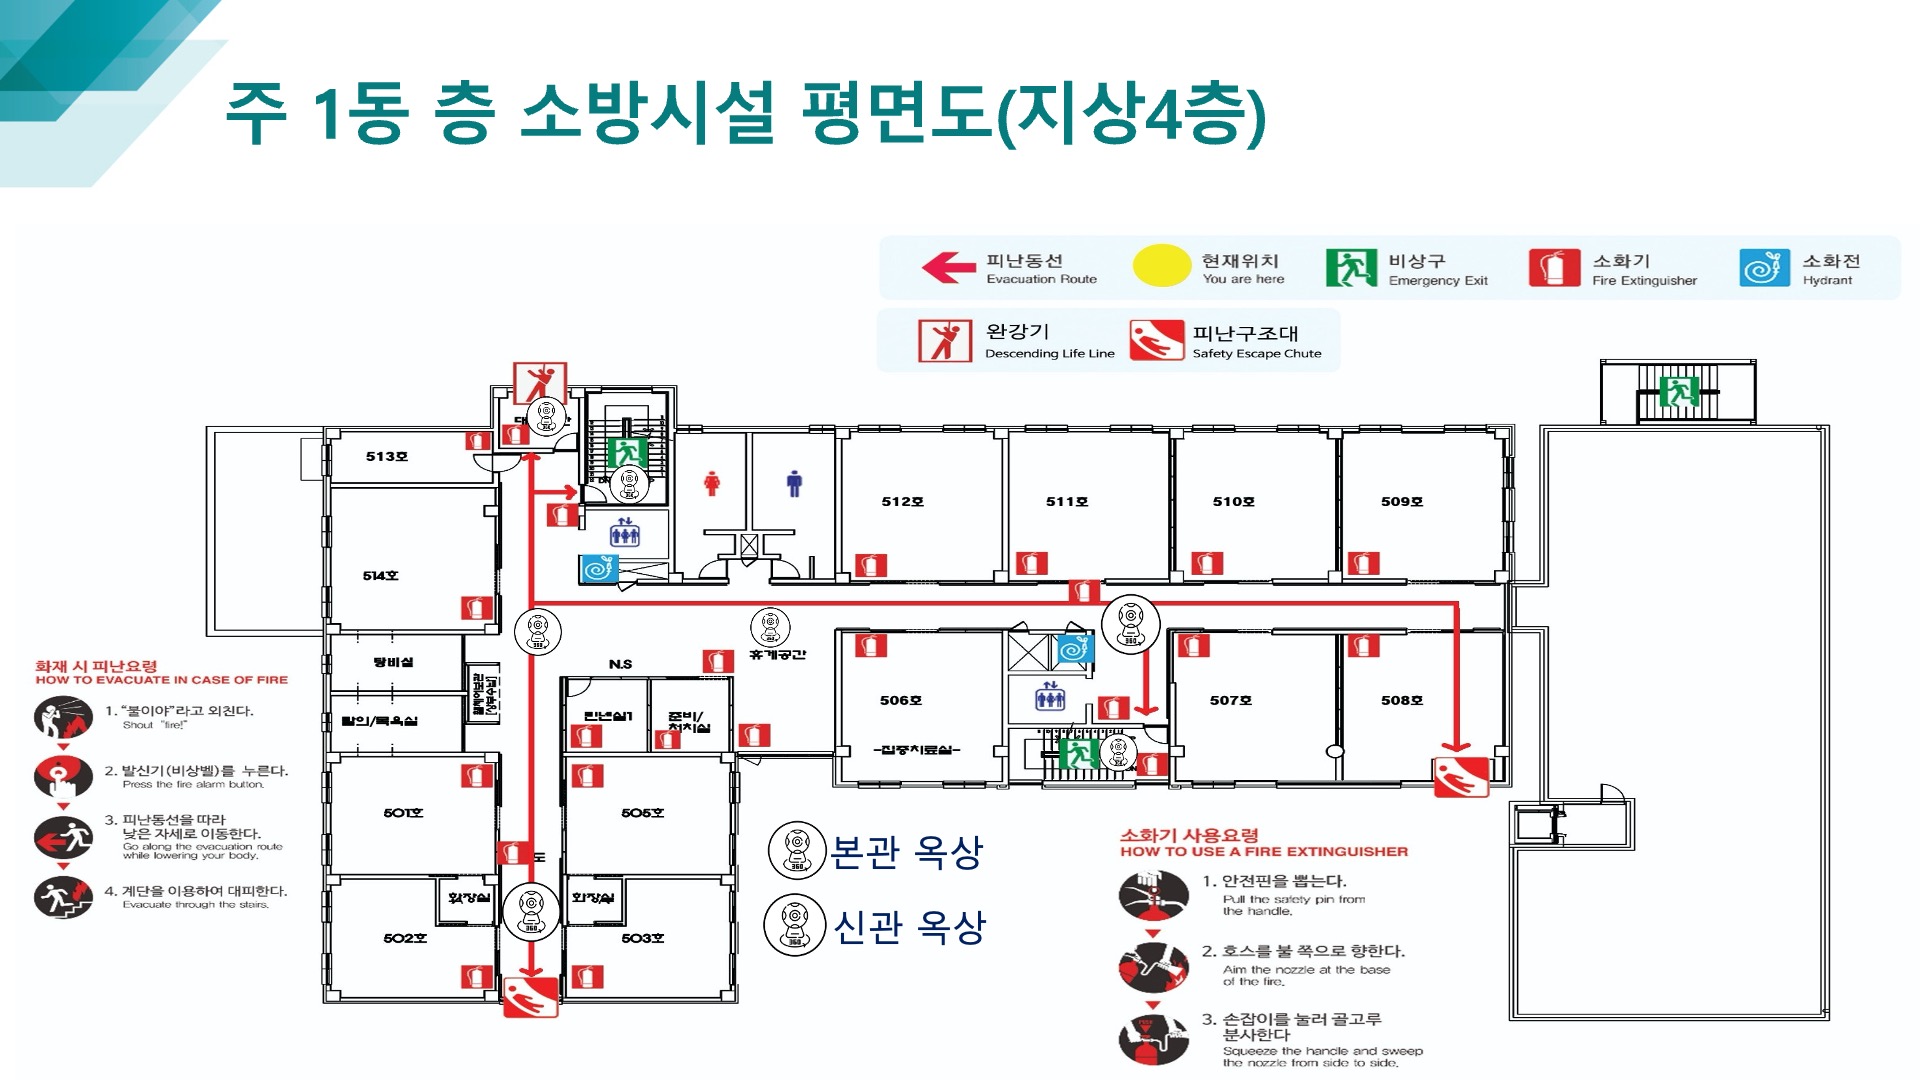 주 1동 층 소방시설 평면도(지상4층)
피난동선
Evacuation Route
현재위치
You are here
비상구
Emergency Exit
소화기
Fire Extinguisher
소화전
Hydrant
완강기
Descending Life Line
피난구조대
Safety Escape Chute
513호
512호
511호
510호
509호
514호
탕비실
N.S
휴게공간
탈의/목욕실
린넨실1
준비/
처치실
506호
507호
508호
-집중치료실-
501호
505호
화장실
화장실
502호
503호
본관 옥상
신관 옥상
화재 시 피난요령
HOW TO EVACUATE IN CASE OF FIRE
1. "불이야"라고 외친다.
Shout "fire!"
2. 발신기(비상벨)를 누른다.
Press the fire alarm button.
3. 피난동선을 따라
낮은 자세로 이동한다.
Go along the evacuation route
while lowering your body.
4. 계단을 이용하여 대피한다.
Evacuate through the stairs.
소화기 사용요령
HOW TO USE A FIRE EXTINGUISHER
1. 안전핀을 뽑는다.
Pull the safety pin from
the handle.
2. 호스를 불 쪽으로 향한다.
Aim the nozzle at the base
of the fire.
3. 손잡이를 눌러 골고루
분사한다
Squeeze the handle and sweep
the nozzle from side to side.